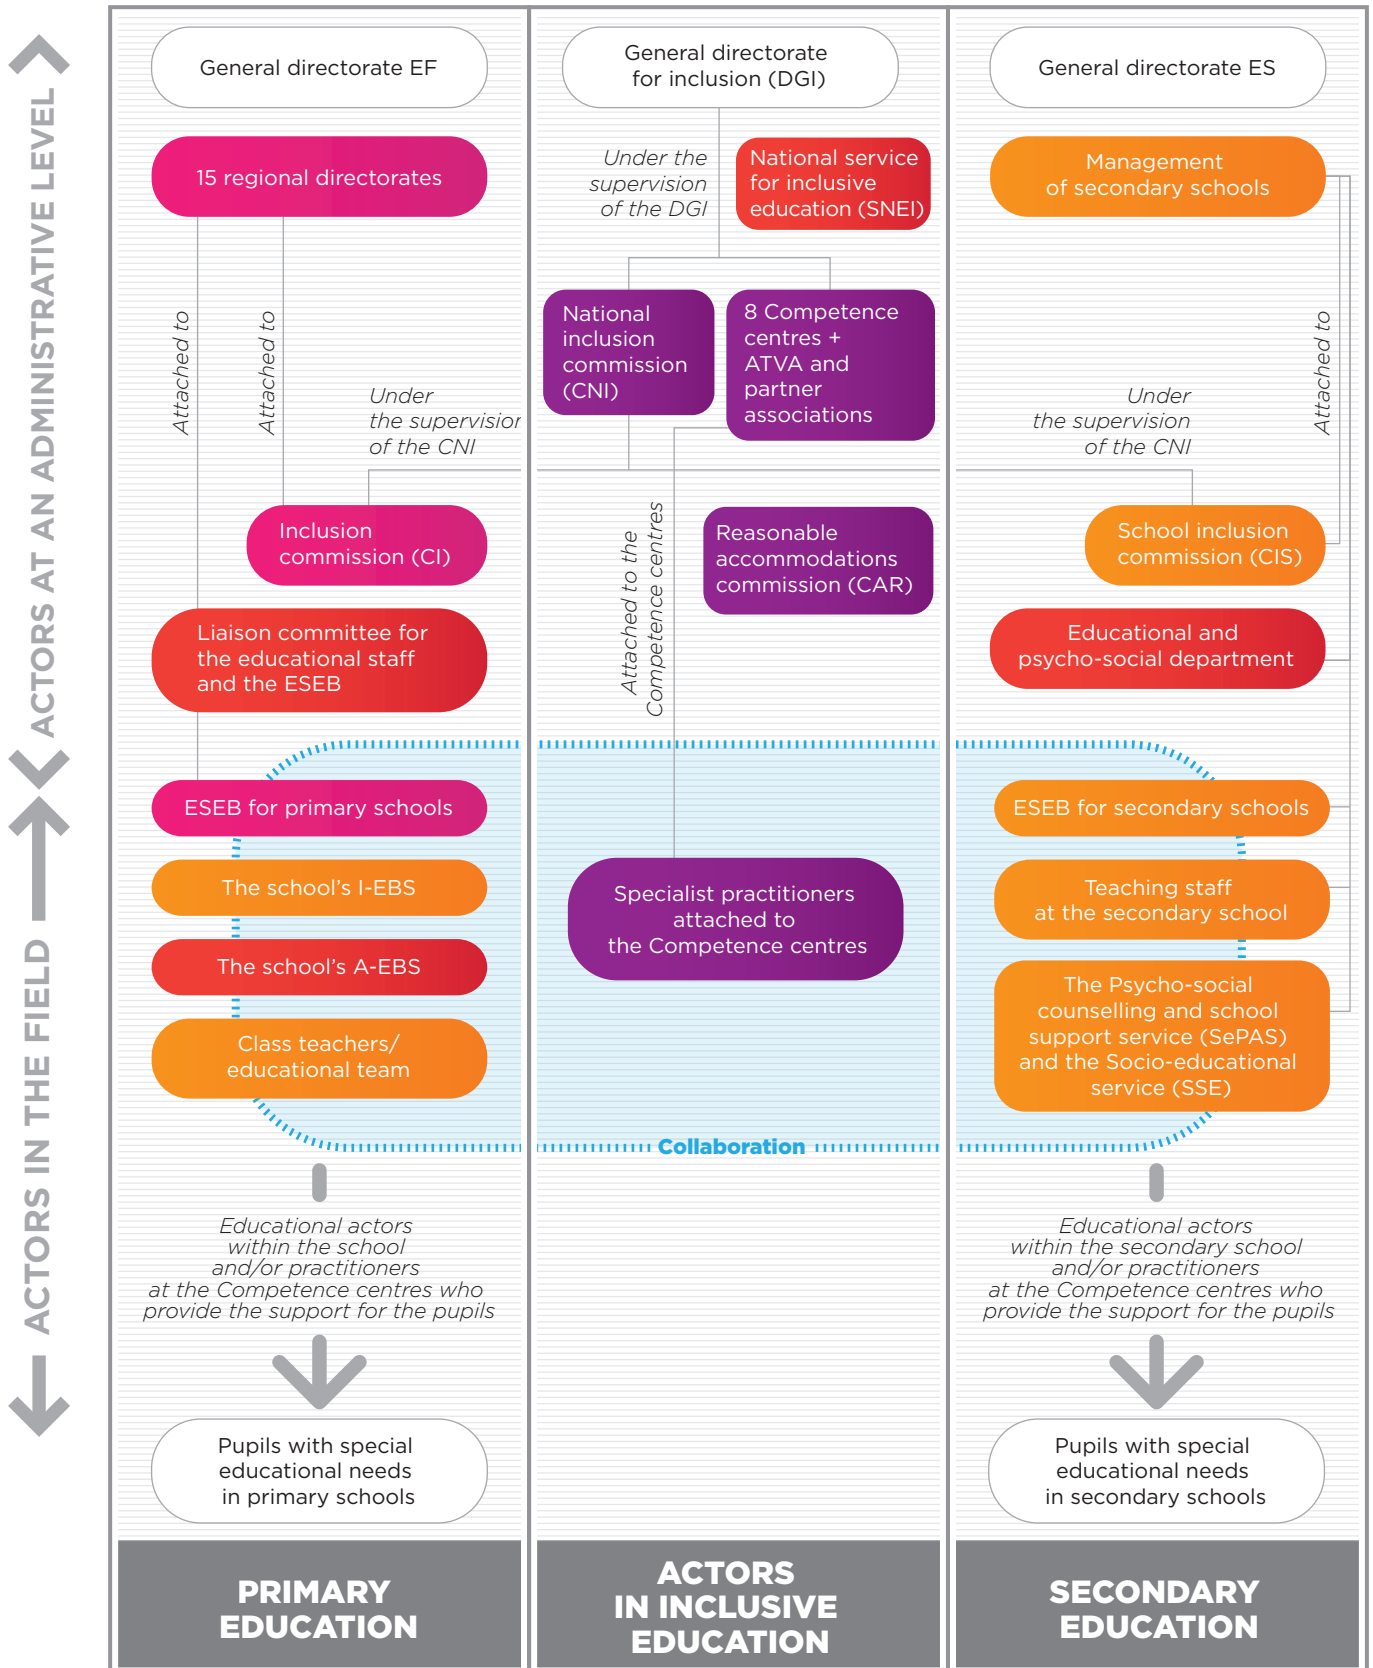 ACTORS AT AN ADMINISTRATIVE LEVEL
ACTORS IN THE FIELD
General directorate EF
15 regional directorates
Attached to
Attached to
Under
the supervision
of the CNI
Inclusion
commission (CI)
Liaison committee for
the educational staff
and the ESEB
ESEB for primary schools
The school's I-EBS
The school's A-EBS
Class teachers/
educational team
Educational actors
within the school
and/or practitioners
at the Competence centres who
provide the support for the pupils
Pupils with special
educational needs
in primary schools
PRIMARY
EDUCATION
General directorate
for inclusion (DGI)
Under the
supervision
of the DGI
National service
for inclusive
education (SNEI)
National
inclusion
commission
(CNI)
8 Competence
centres +
ATVA and
partner
associations
Attached to the
Competence centres
Reasonable
accommodations
commission (CAR)
Specialist practitioners
attached to
the Competence centres
Collaboration
ACTORS
IN INCLUSIVE
EDUCATION
General directorate ES
Management
of secondary schools
Attached to
Under
the supervision
of the CNI
School inclusion
commission (CIS)
Educational and
psycho-social department
ESEB for secondary schools
Teaching staff
at the secondary school
The Psycho-social
counselling and school
support service (SePAS)
and the Socio-educational
service (SSE)
Educational actors
within the secondary school
and/or practitioners
at the Competence centres who
provide the support for the pupils
Pupils with special
educational needs
in secondary schools
SECONDARY
EDUCATION